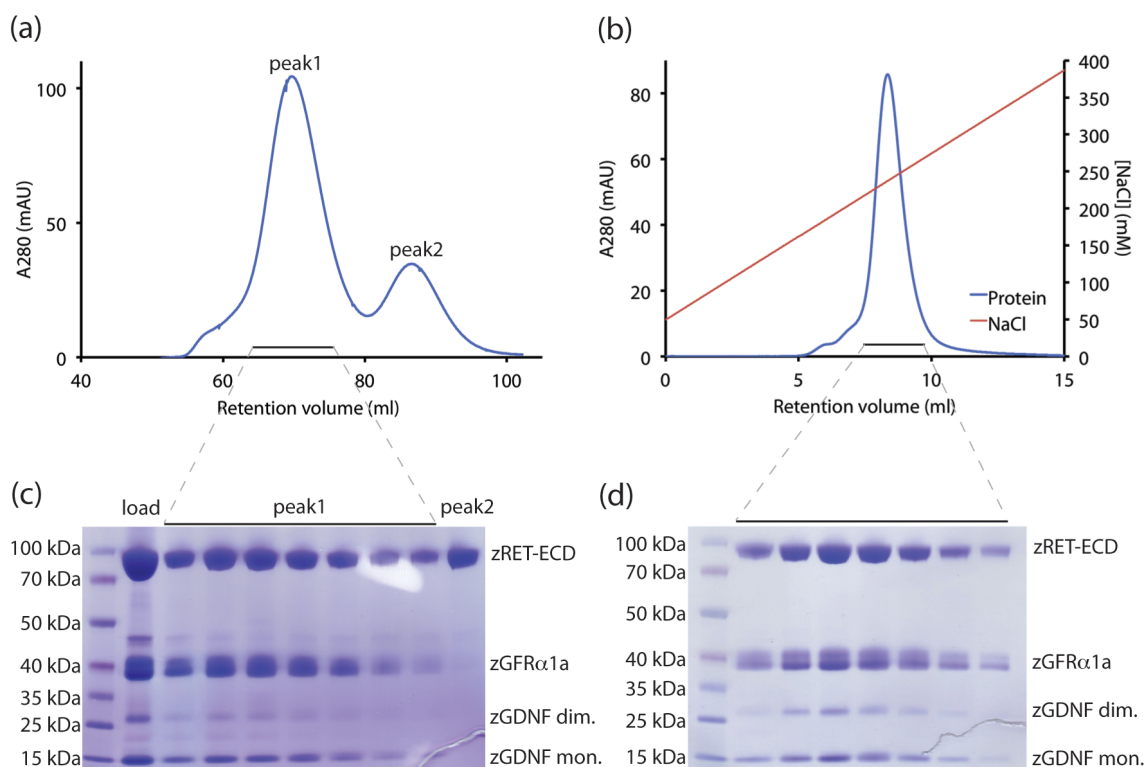 (a)
peak1
peak2
A280 (mAU)
100
50
0
40
60
80
100
Retention volume (ml)
(b)
A280 (mAU)
80
60
40
20
0
400
350
300
250
200
150
100
50
0
[NaCl] (mM)
Protein
NaCl
0
5
10
15
Retention volume (ml)
(c)
load
peak1
peak2
100 kDa
70 kDa
50 kDa
40 kDa
35 kDa
25 kDa
15 kDa
zRET-ECD
zGFRα1a
zGDNF dim.
zGDNF mon.
(d)
100 kDa
70 kDa
50 kDa
40 kDa
35 kDa
25 kDa
15 kDa
zRET-ECD
zGFRα1a
zGDNF dim.
zGDNF mon.